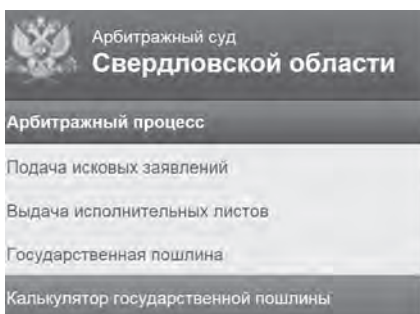 Арбитражный суд
Свердловской области
Арбитражный процесс
Подача исковых заявлений
Выдача исполнительных листов
Государственная пошлина
Калькулятор государственной пошлины